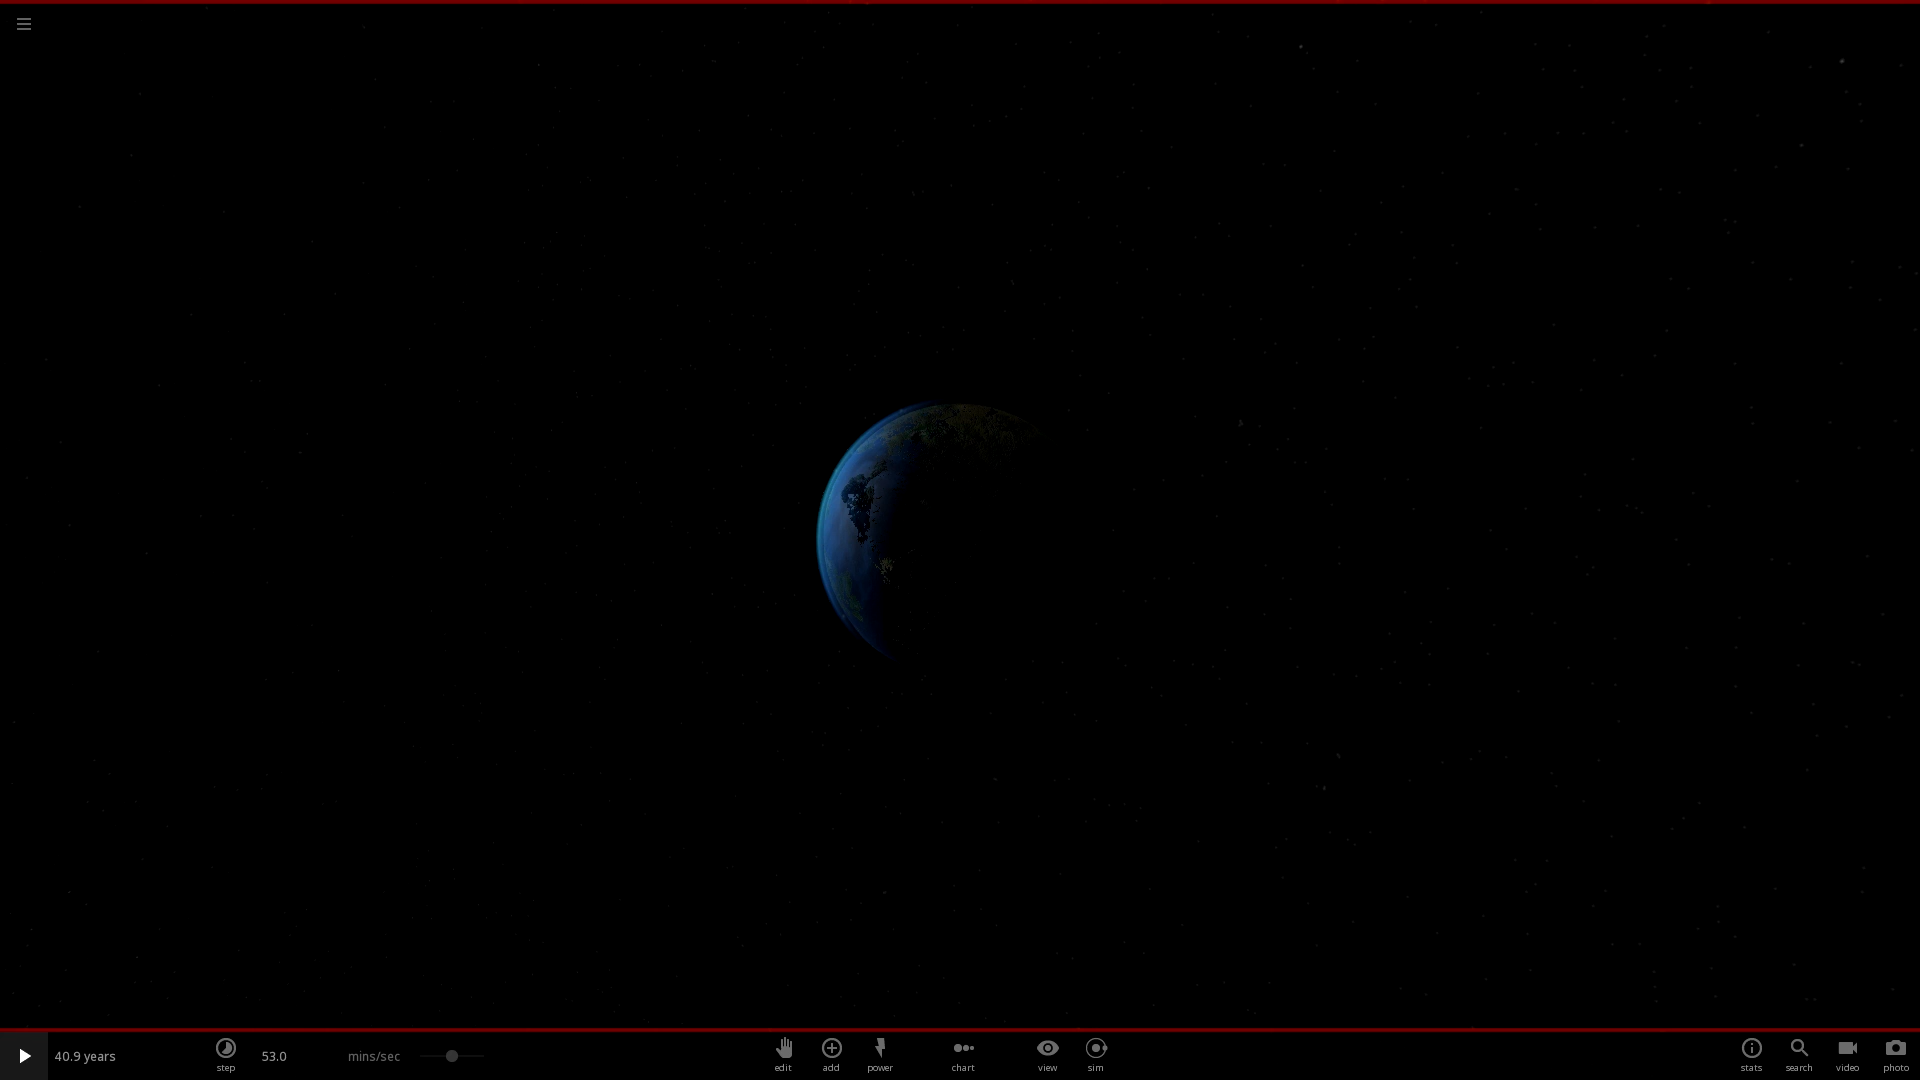 40.9 years
step
53.0
mins/sec
edit
add
power
chart
view
sim
stats
search
video
photo